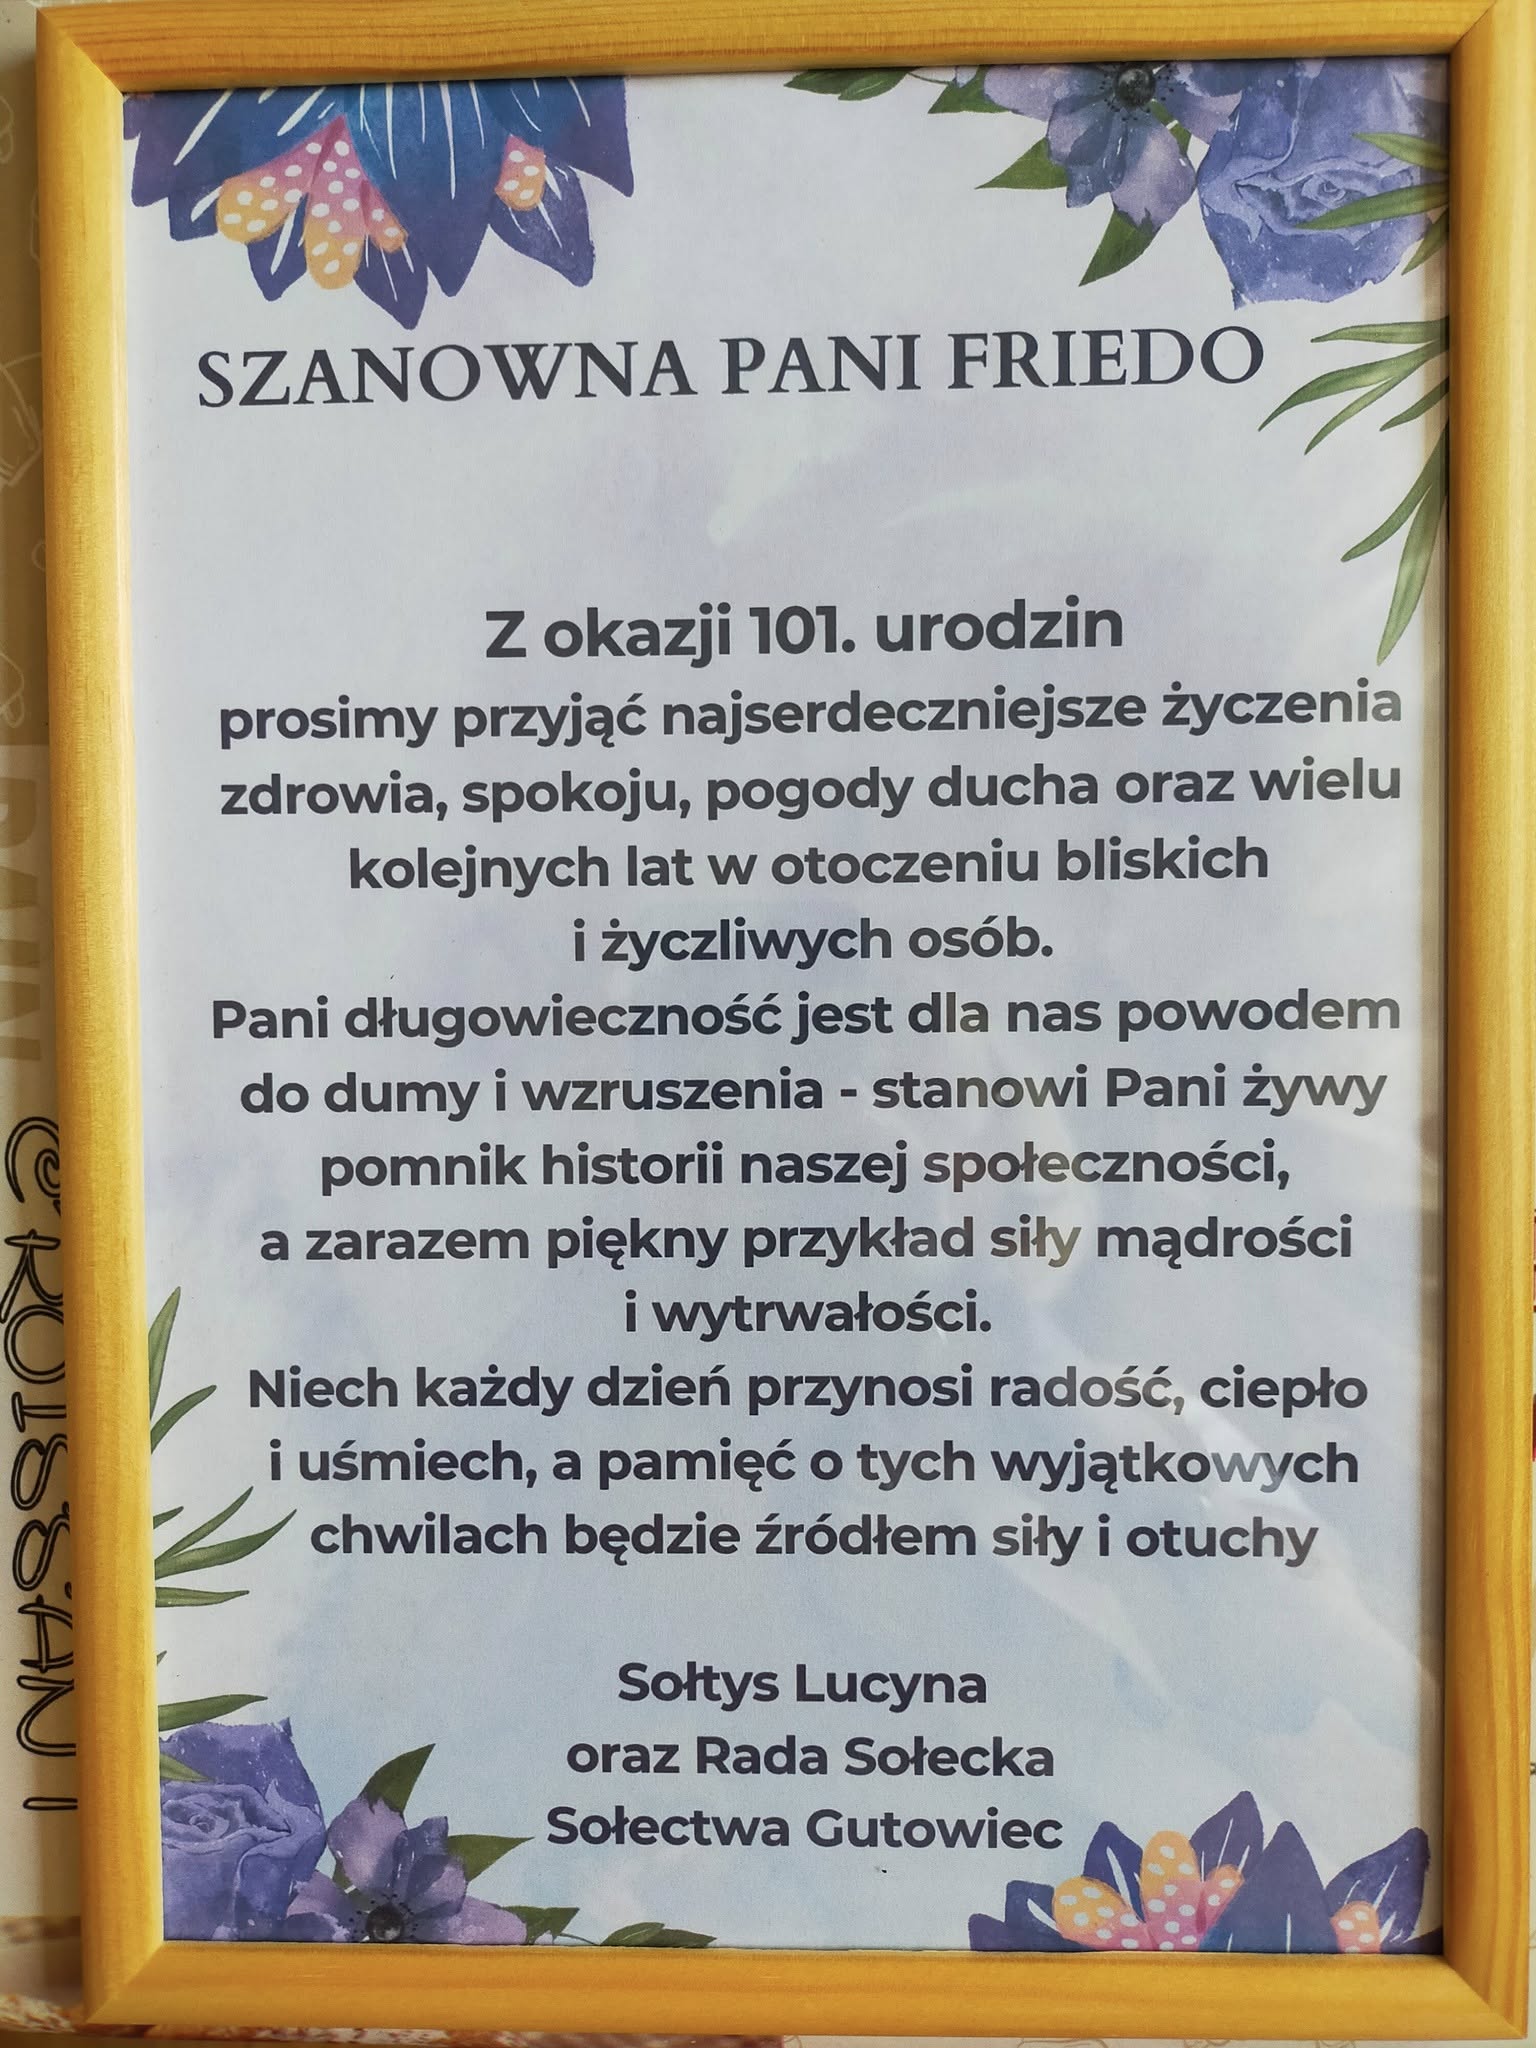 SZANOWNA PANI FRIEDO
Z okazji 101. urodzin
prosimy przyjąć najserdeczniejsze życzenia
zdrowia, spokoju, pogody ducha oraz wielu
kolejnych lat w otoczeniu bliskich
i życzliwych osób.
Pani długowieczność jest dla nas powodem
do dumy i wzruszenia - stanowi Pani żywy
pomnik historii naszej społeczności,
a zarazem piękny przykład siły mądrości
i wytrwałości.
Niech każdy dzień przynosi radość, ciepło
i uśmiech, a pamięć o tych wyjątkowych
chwilach będzie źródłem siły i otuchy
Sołtys Lucyna
oraz Rada Sołecka
Sołectwa Gutowiec